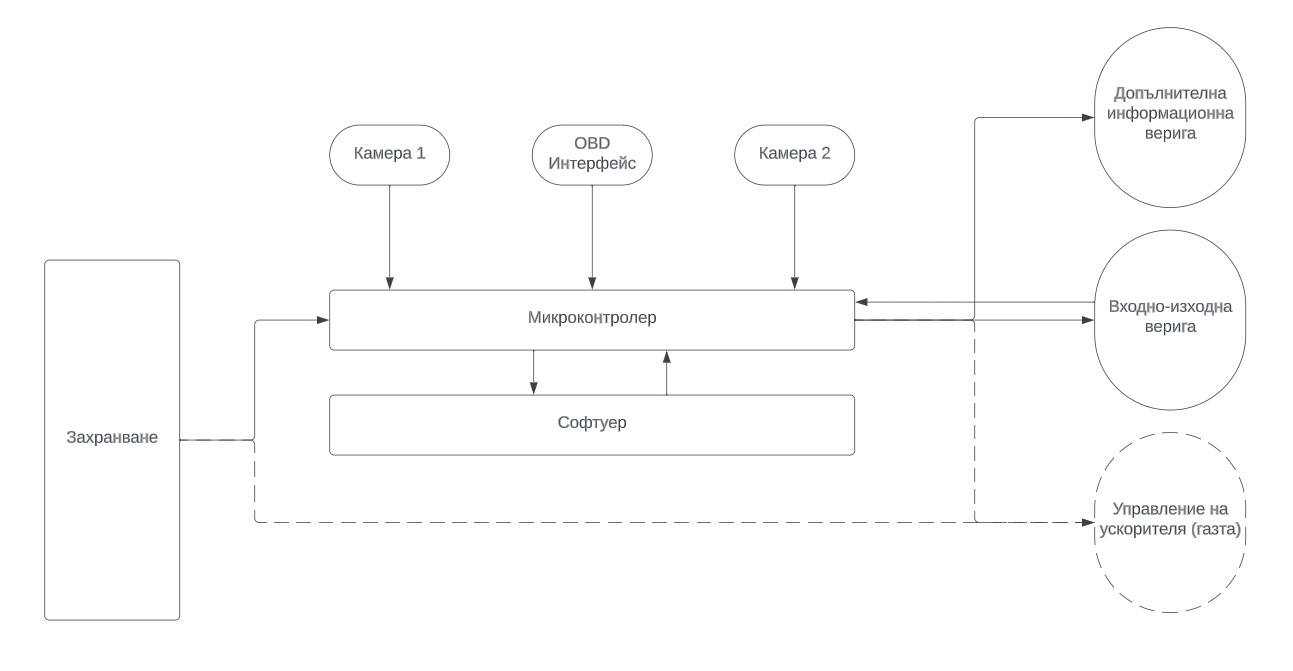 Допълнителна
информационна
верига
Камера 1
OBD
Интерфейс
Камера 2
Микроконтролер
Входно-изходна
верига
Софтуер
Захранване
Управление на
ускорителя (газта)